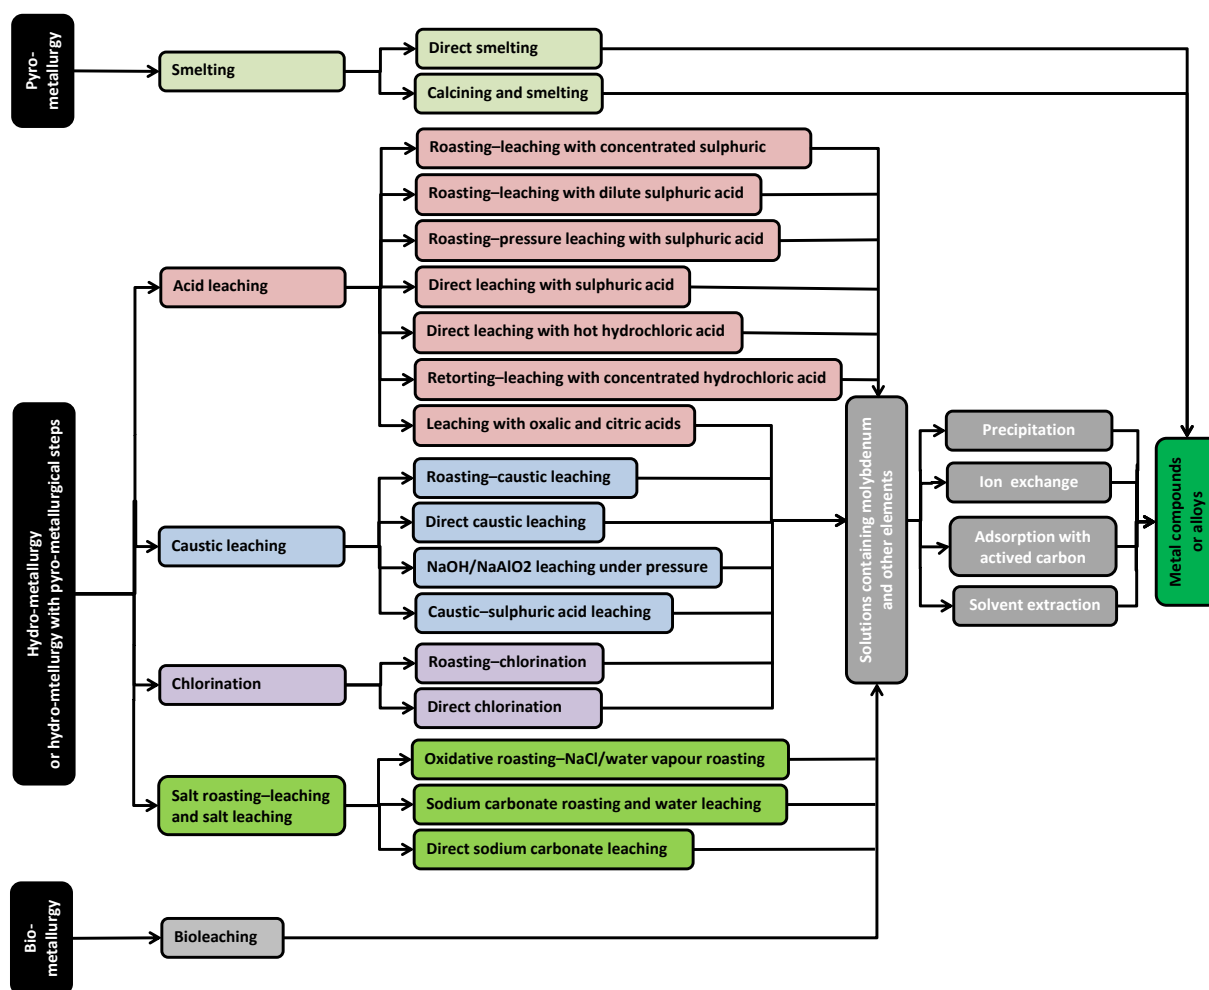 Pyro-
metallurgy
Smelting
Direct smelting
Calcining and smelting
Hydro-metallurgy
or hydro-mtellurgy with pyro-metallurgical steps
Acid leaching
Roasting–leaching with concentrated sulphuric
Roasting–leaching with dilute sulphuric acid
Roasting–pressure leaching with sulphuric acid
Direct leaching with sulphuric acid
Direct leaching with hot hydrochloric acid
Retorting–leaching with concentrated hydrochloric acid
Leaching with oxalic and citric acids
Caustic leaching
Roasting–caustic leaching
Direct caustic leaching
NaOH/NaAlO2 leaching under pressure
Caustic–sulphuric acid leaching
Chlorination
Roasting–chlorination
Direct chlorination
Salt roasting–leaching
and salt leaching
Oxidative roasting–NaCl/water vapour roasting
Sodium carbonate roasting and water leaching
Direct sodium carbonate leaching
Bio-
metallurgy
Bioleaching
Solutions containing molybdenum
and other elements
Precipitation
Ion exchange
Adsorption with
actived carbon
Solvent extraction
Metal compounds
or alloys